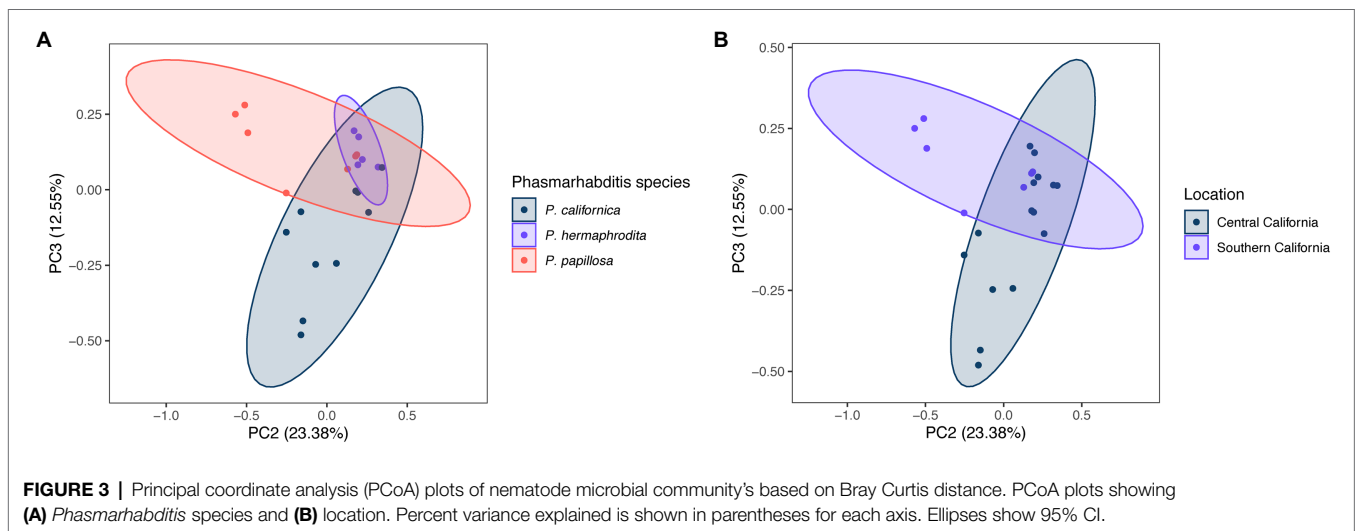 A
B
0.25
0.00
−0.25
−0.50
PC3 (12.55%)
−1.0 −0.5 0.0 0.5
PC2 (23.38%)
Phasmarhabditis species
P. californica
P. hermaphrodita
P. papillosa
0.50
0.25
0.00
−0.25
−0.50
PC3 (12.55%)
−1.0 −0.5 0.0 0.5
PC2 (23.38%)
Location
Central California
Southern California
FIGURE 3 | Principal coordinate analysis (PCoA) plots of nematode microbial community's based on Bray Curtis distance. PCoA plots showing
(A) Phasmarhabditis species and (B) location. Percent variance explained is shown in parentheses for each axis. Ellipses show 95% CI.